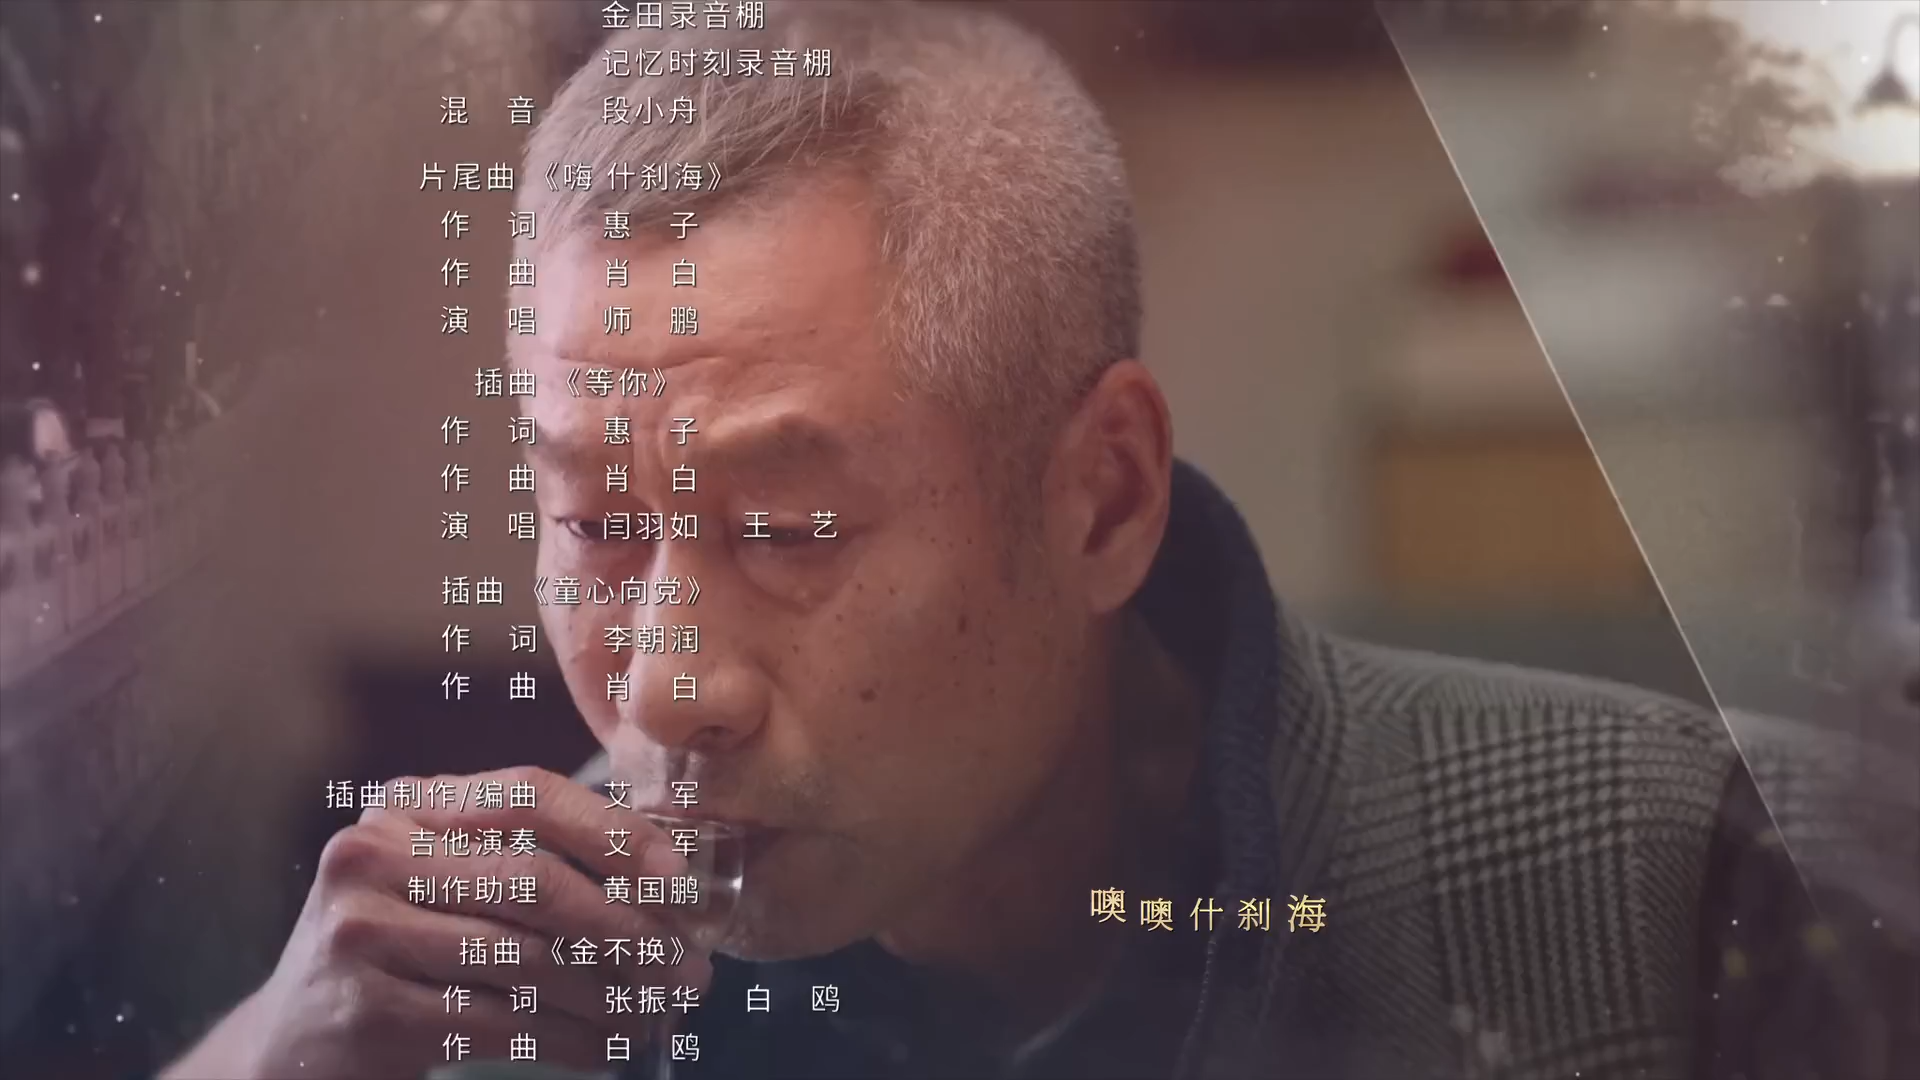 金田录音棚
记忆时刻录音棚
混 音 段小舟
片尾曲《嗨 什刹海》
作 词 惠 子
作 曲 肖 白
演 唱 师 鹏
插曲《等你》
作 词 惠 子
作 曲 肖 白
演 唱 闫羽如 王 艺
插曲《童心向党》
作 词 李朝润
作 曲 肖 白
插曲制作/编曲 艾 军
吉他演奏 艾 军
制作助理 黄国鹏
噢噢什刹海
插曲《金不换》
作 词 张振华 白 鸥
作 曲 白 鸥